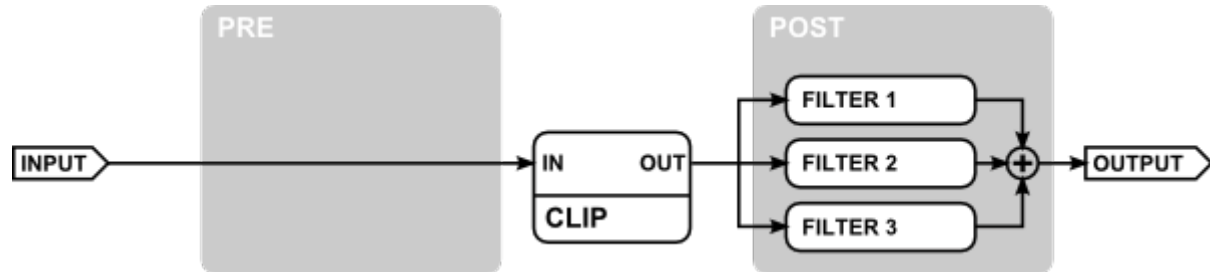 PRE
POST
INPUT
IN
OUT
CLIP
FILTER 1
FILTER 2
FILTER 3
OUTPUT